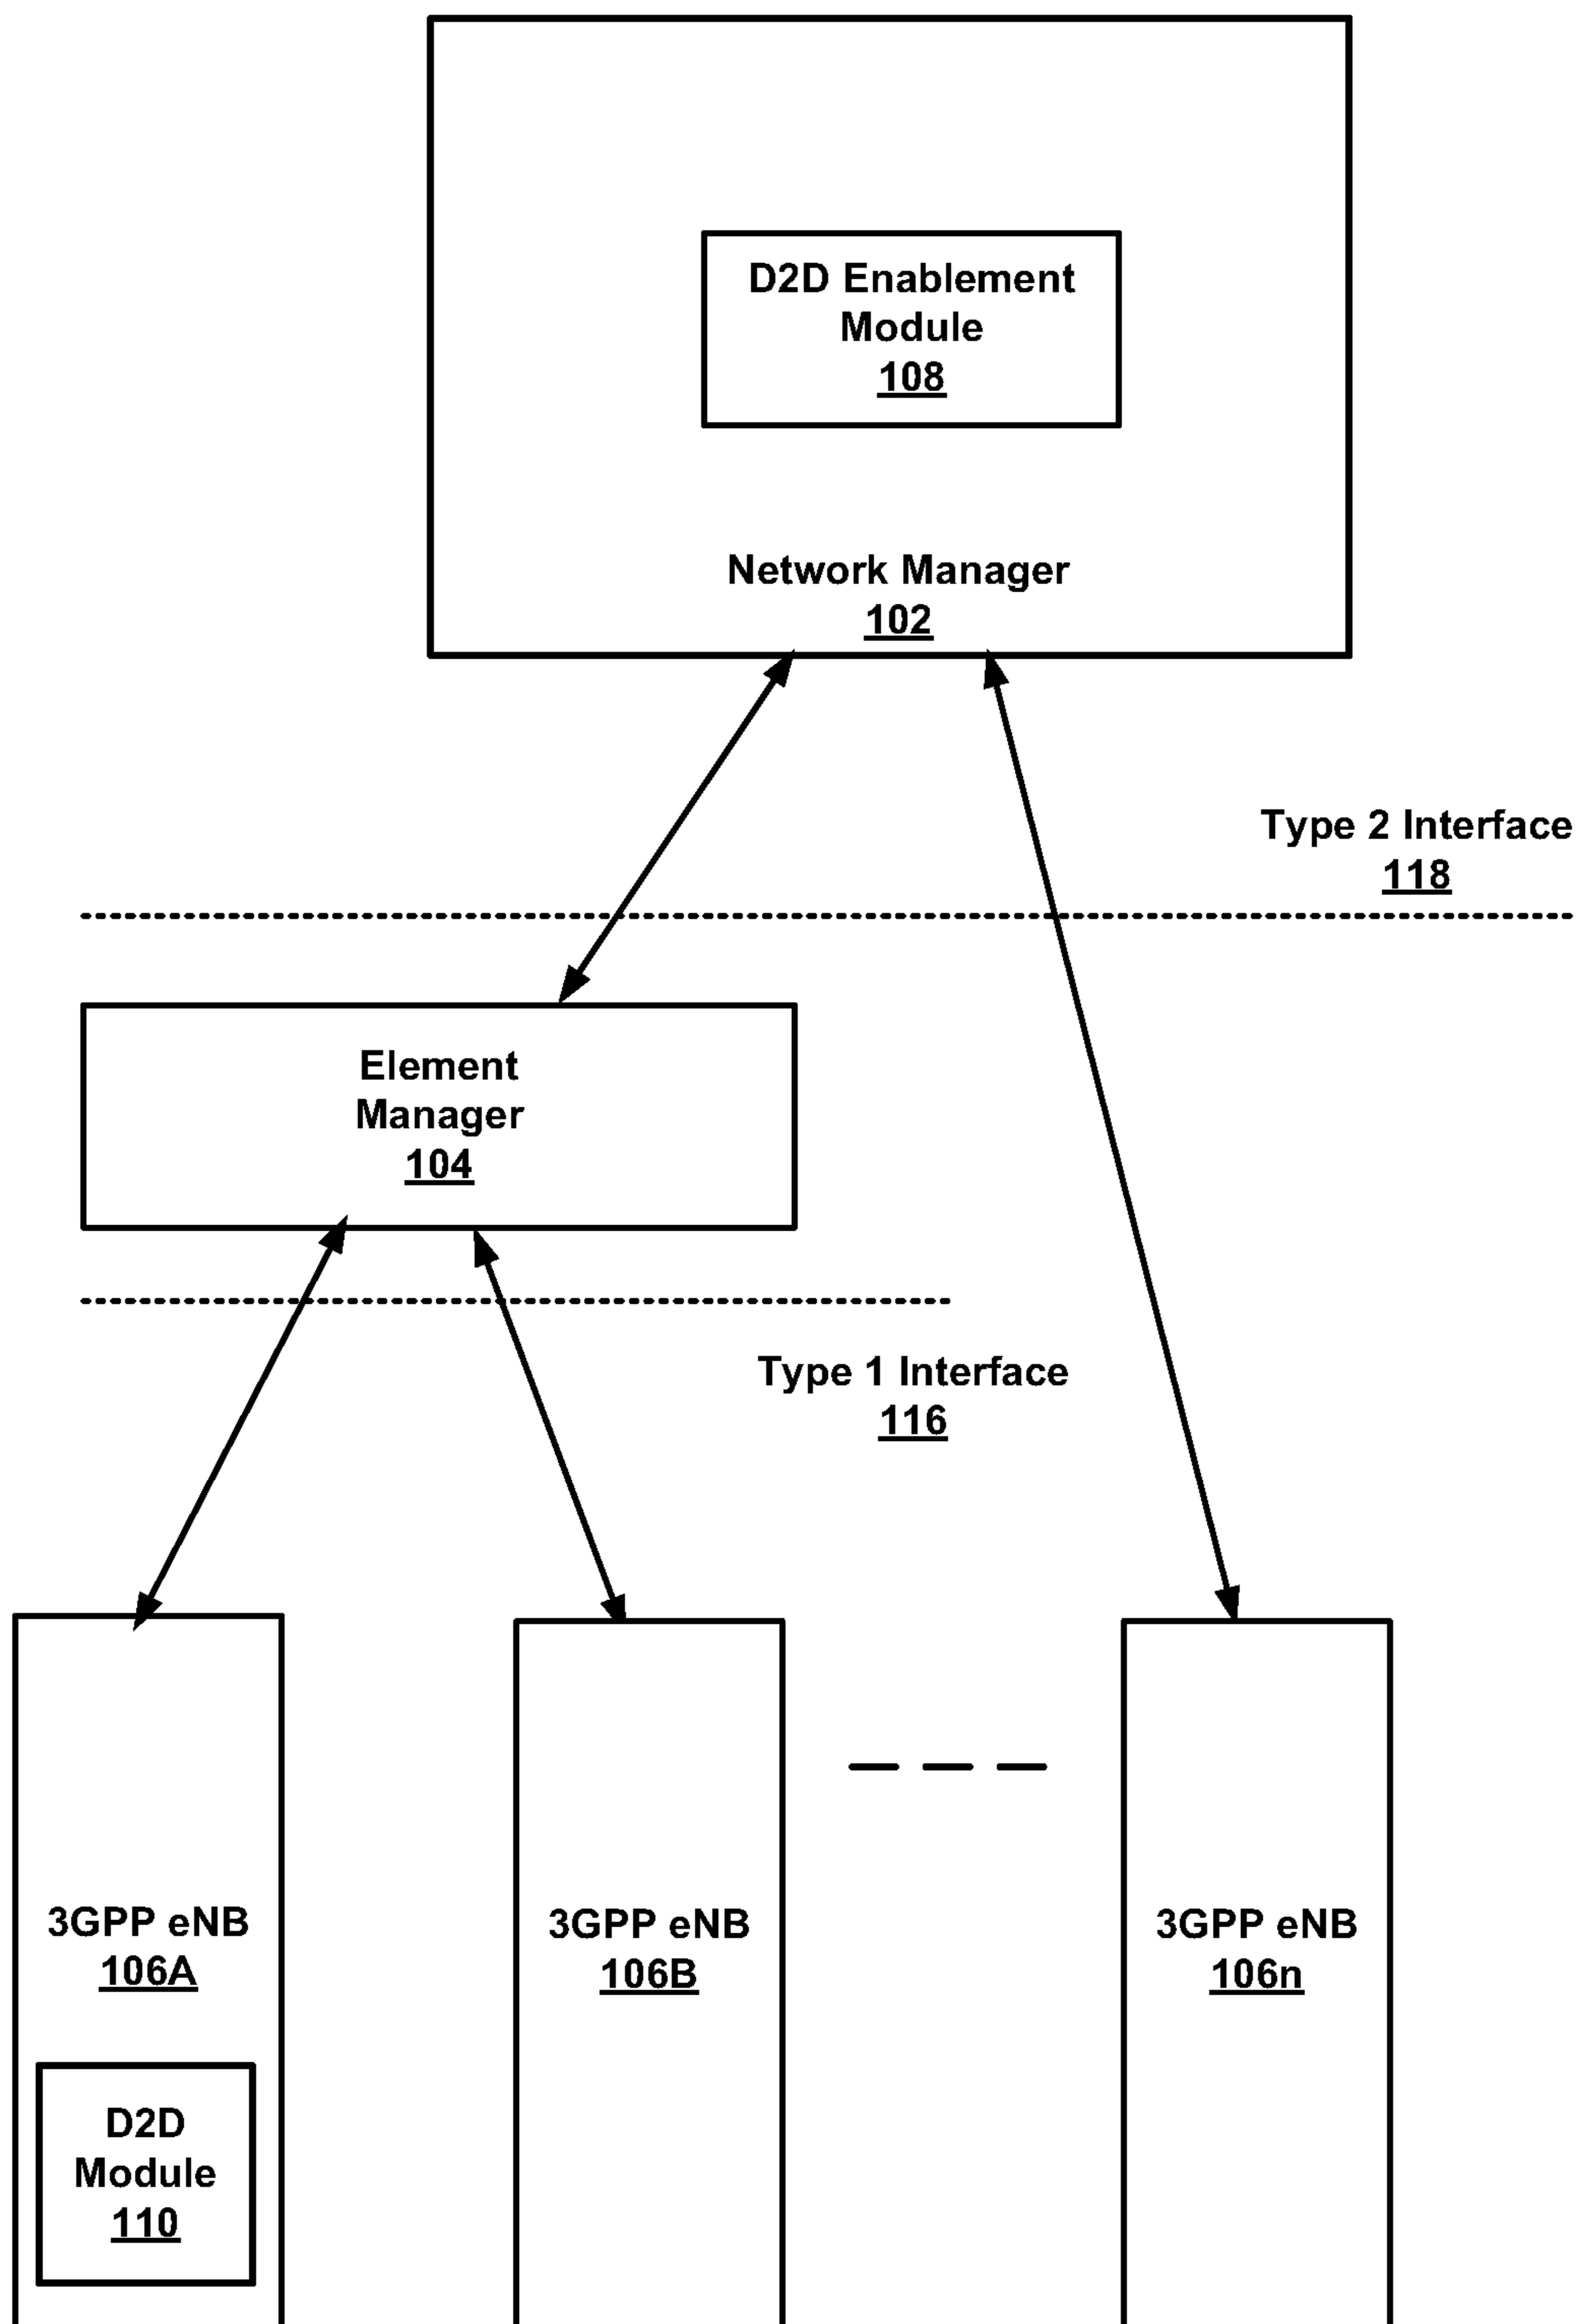 D2D Enablement
Module
108
Network Manager
102
Type 2 Interface
118
Element
Manager
104
Type 1 Interface
116
3GPP eNB
106A
3GPP eNB
106B
3GPP eNB
106n
D2D
Module
110